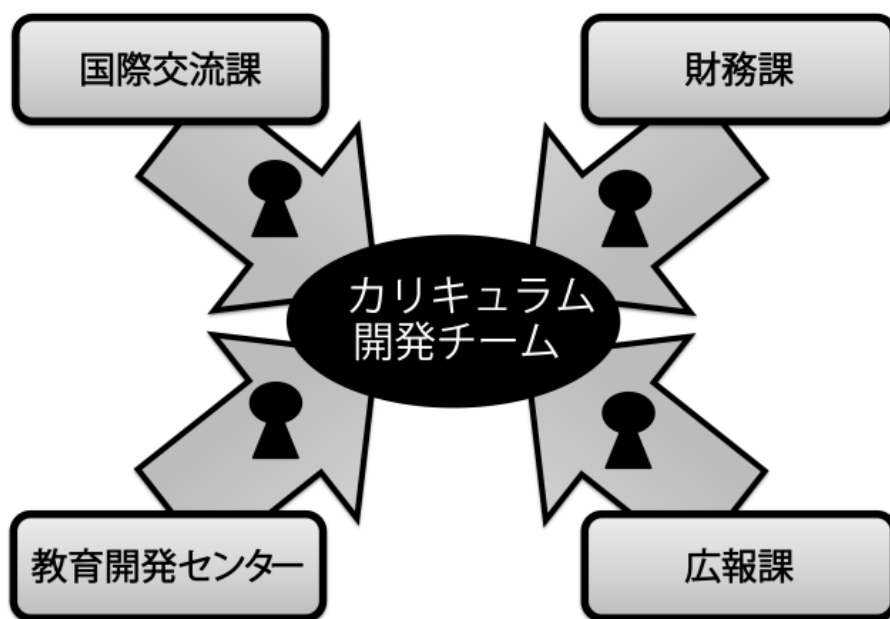 国際交流課
財務課
カリキュラム
開発チーム
教育開発センター
広報課